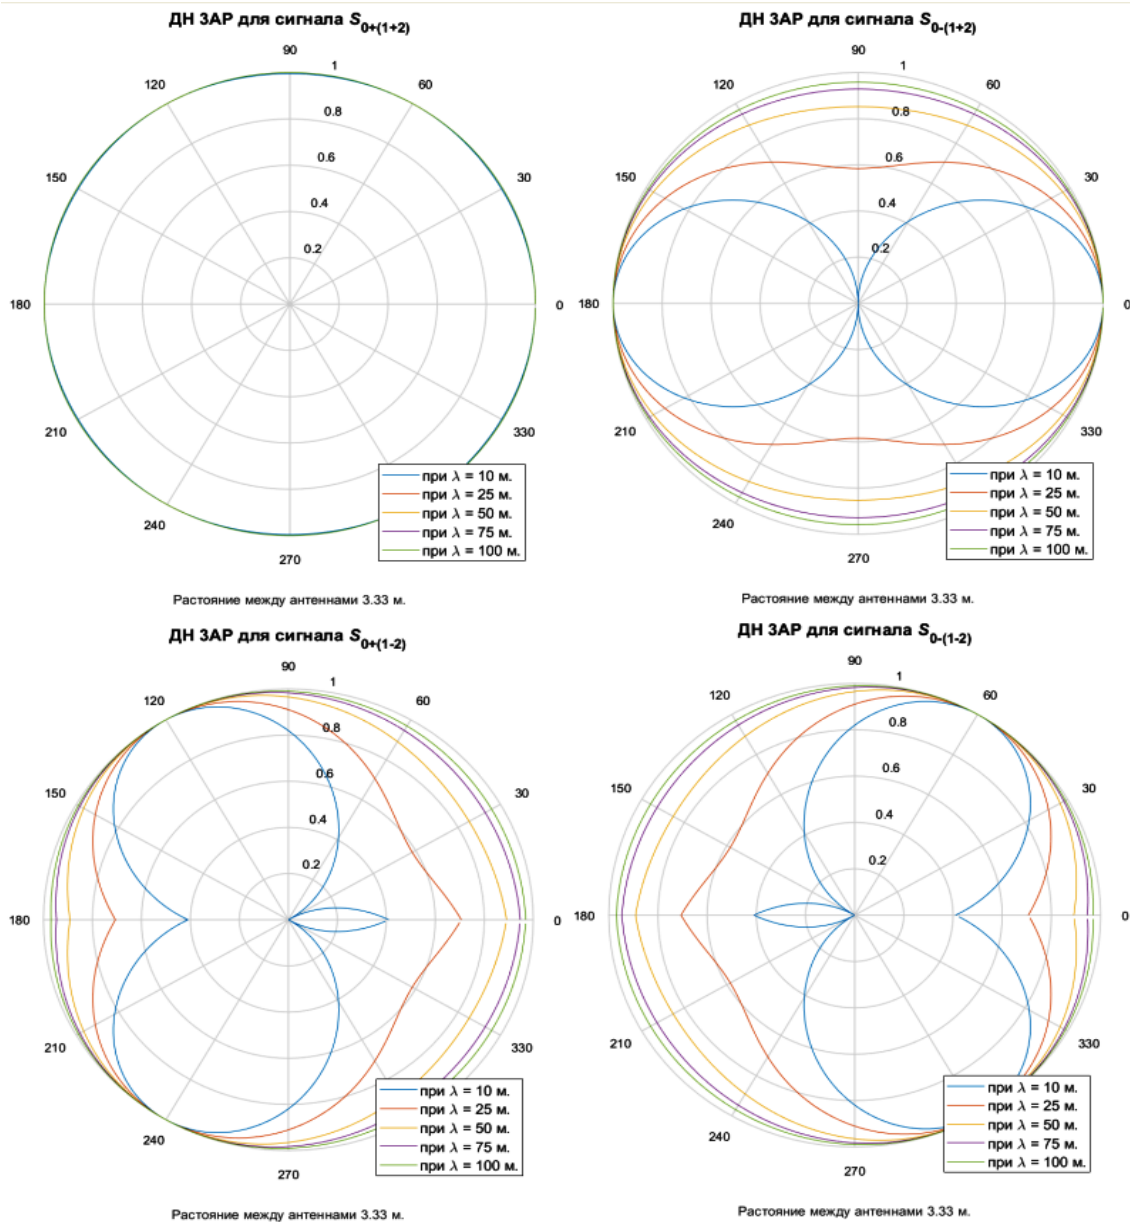 ДН ЗАР для сигнала S0+(1+2)
90
120
1
60
0.8
150
0.6
30
0.4
0.2
180
0
210
330
240
270
при λ = 10 м.
при λ = 25 м.
при λ = 50 м.
при λ = 75 м.
при λ = 100 м.
Растояние между антеннами 3.33 м.
ДН ЗАР для сигнала S0-(1+2)
90
120
1
60
0.8
150
0.6
30
0.4
0.2
180
0
210
330
240
270
при λ = 10 м.
при λ = 25 м.
при λ = 50 м.
при λ = 75 м.
при λ = 100 м.
Растояние между антеннами 3.33 м.
ДН ЗАР для сигнала S0+(1-2)
90
120
1
60
0.8
150
0.6
30
0.4
0.2
180
0
210
330
240
270
при λ = 10 м.
при λ = 25 м.
при λ = 50 м.
при λ = 75 м.
при λ = 100 м.
Растояние между антеннами 3.33 м.
ДН ЗАР для сигнала S0-(1-2)
90
120
1
60
0.8
150
0.6
30
0.4
0.2
180
0
210
330
240
270
при λ = 10 м.
при λ = 25 м.
при λ = 50 м.
при λ = 75 м.
при λ = 100 м.
Растояние между антеннами 3.33 м.